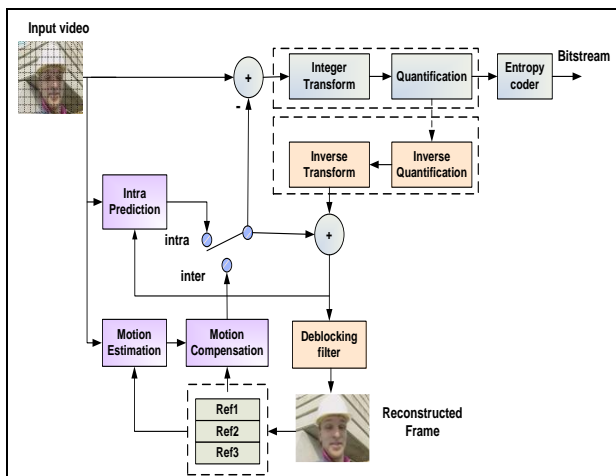 Input video
Bitstream
+
-
Integer
Transform
Quantification
Entropy
coder
Inverse
Transform
Inverse
Quantification
Intra
Prediction
intra
+
inter
Motion
Estimation
Motion
Compensation
Deblocking
filter
Ref1
Ref2
Ref3
Reconstructed
Frame